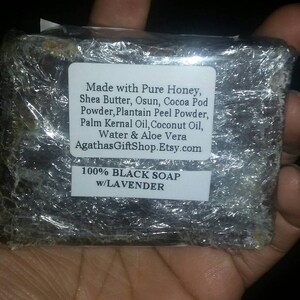 Made with Pure Honey,
Shea Butter, Osun, Cocoa Pod
Powder,Plantain Peel Powder,
Palm Kernal Oil,Coconut Oil,
Water & Aloe Vera
AgathasGiftShop.Etsy.com
100% BLACK SOAP
w/LAVENDER